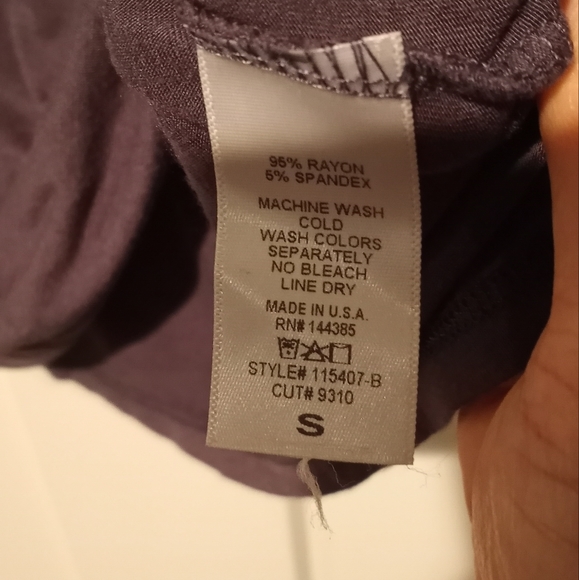 95% RAYON
5% SPANDEX
MACHINE WASH
COLD
WASH COLORS
SEPARATELY
NO BLEACH
LINE DRY
MADE IN U.S.A.
RN# 144385
STYLE# 115407-B
CUT# 9310
S